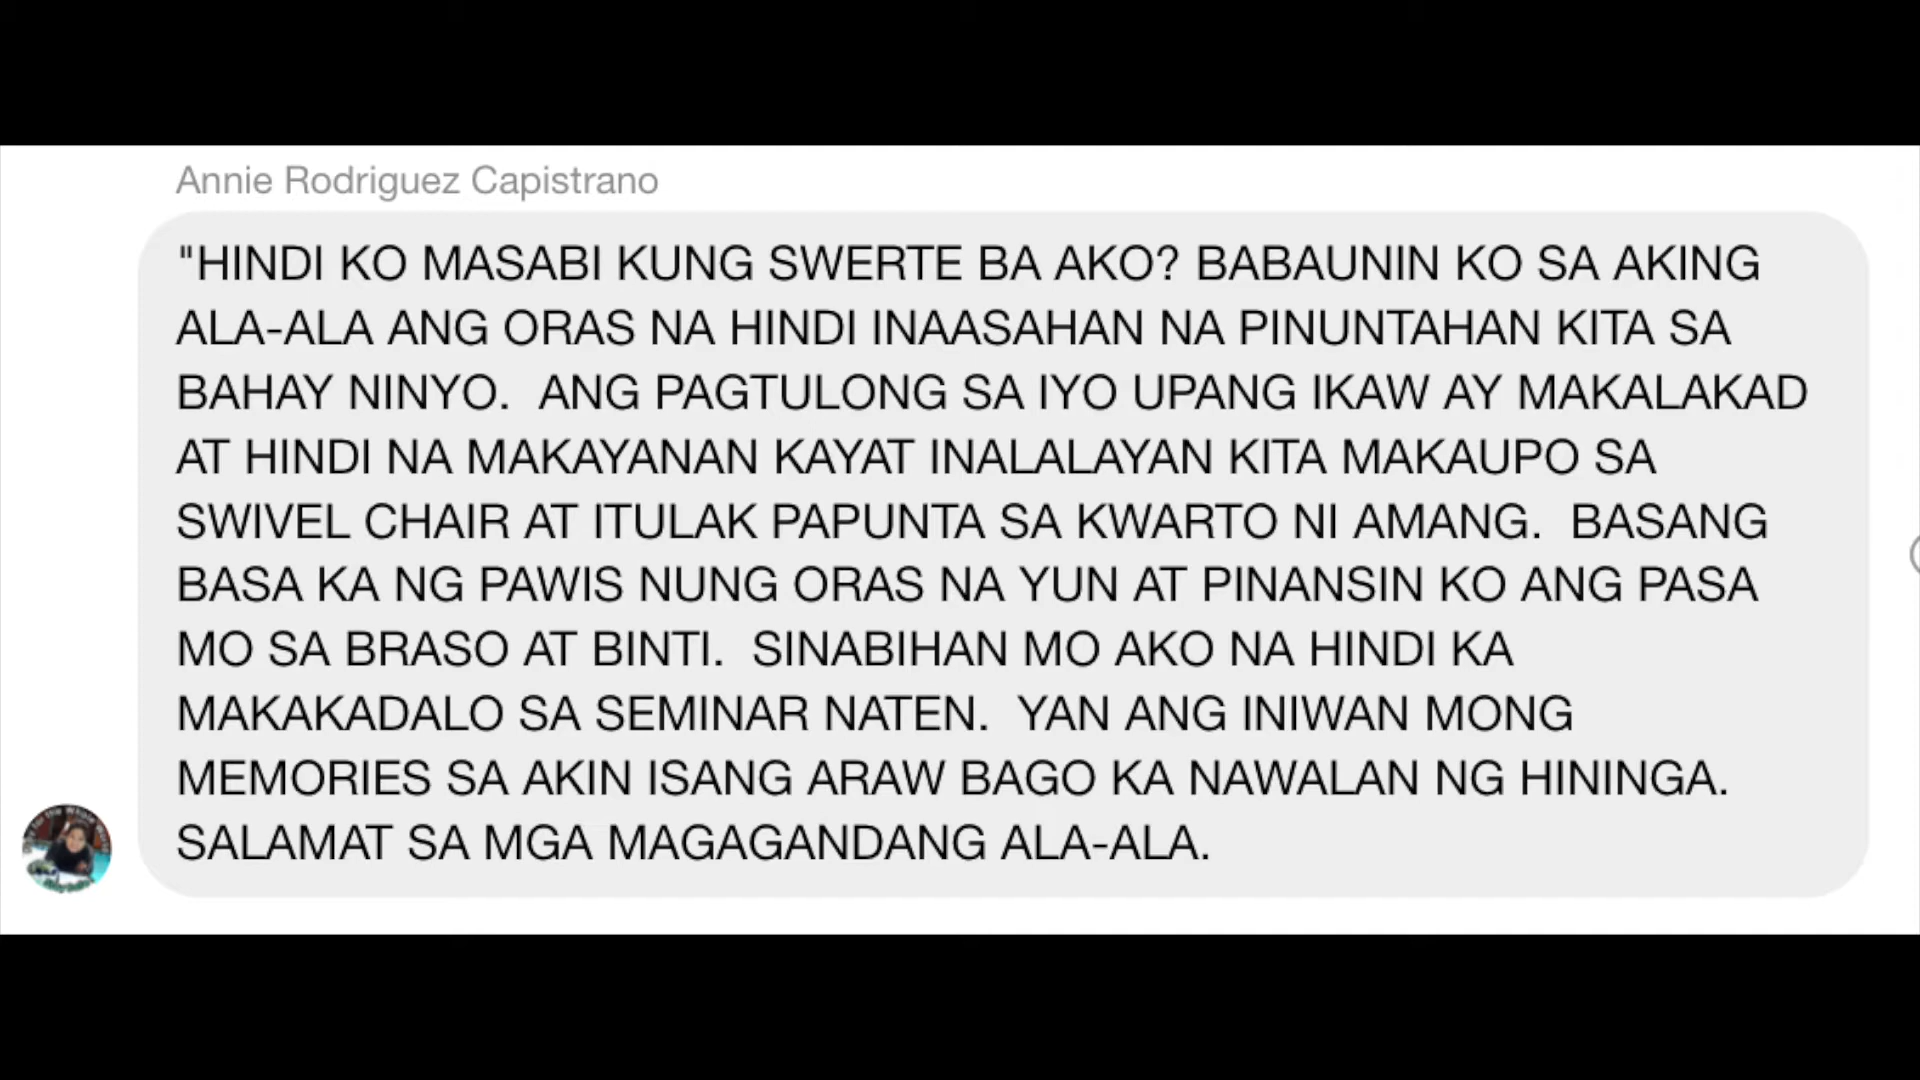 Annie Rodriguez Capistrano
"HINDI KO MASABI KUNG SWERTE BA AKO? BABAUNIN KO SA AKING
ALA-ALA ANG ORAS NA HINDI INAASAHAN NA PINUNTAHAN KITA SA
BAHAY NINYO.  ANG PAGTULONG SA IYO UPANG IKAW AY MAKALAKAD
AT HINDI NA MAKAYANAN KAYAT INALALAYAN KITA MAKAUPO SA
SWIVEL CHAIR AT ITULAK PAPUNTA SA KWARTO NI AMANG.  BASANG
BASA KA NG PAWIS NUNG ORAS NA YUN AT PINANSIN KO ANG PASA
MO SA BRASO AT BINTI.  SINABIHAN MO AKO NA HINDI KA
MAKAKADALO SA SEMINAR NATEN.  YAN ANG INIWAN MONG
MEMORIES SA AKIN ISANG ARAW BAGO KA NAWALAN NG HININGA.
SALAMAT SA MGA MAGAGANDANG ALA-ALA.